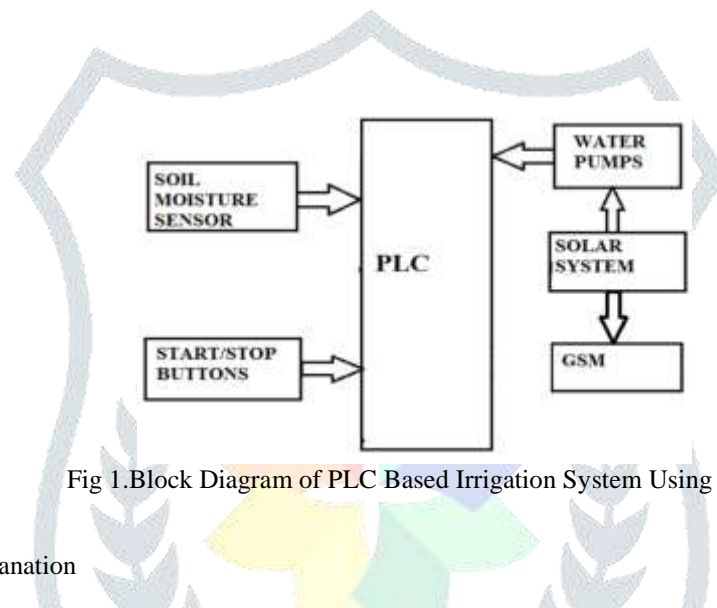 SOIL
MOISTURE
SENSOR
START/STOP
BUTTONS
PLC
WATER
PUMPS
SOLAR
SYSTEM
GSM
Fig 1.Block Diagram of PLC Based Irrigation System Using
anation